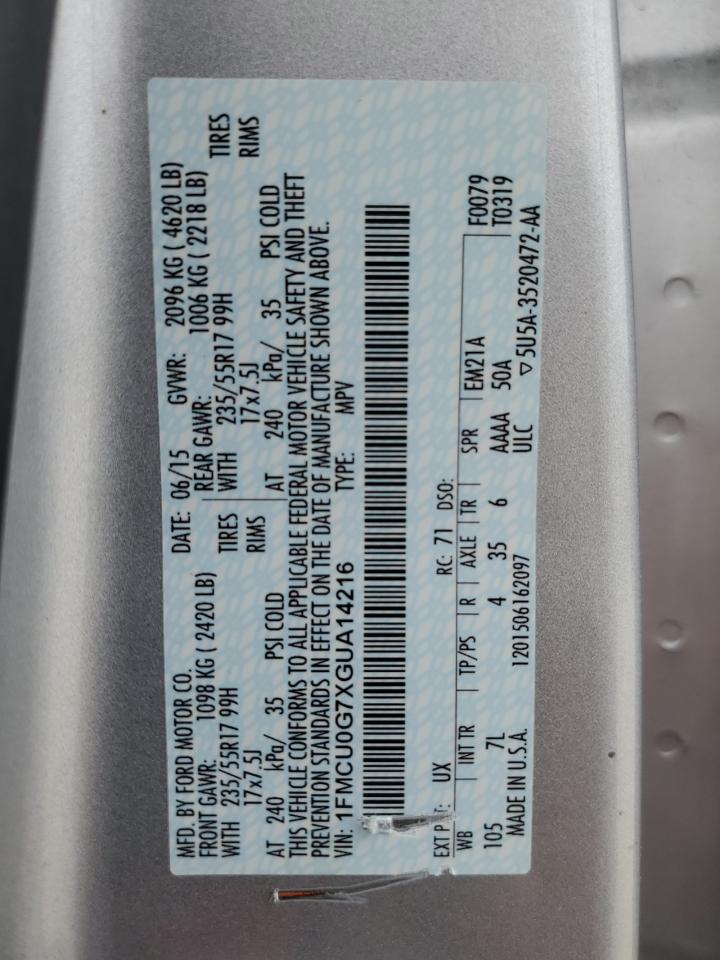 MFD. BY FORD MOTOR CO. DATE: 06/15 GVWR: 2096 KG ( 4620 LB)
FRONT GAWR: 1098 KG ( 2420 LB) REAR GAWR: 1006 KG ( 2218 LB)
WITH 235/55R17 99H TIRES WITH 235/55R17 99H TIRES
17x7.5J RIMS 17x7.5J RIMS
AT 240 kPa/ 35 PSI COLD AT 240 kPa/ 35 PSI COLD
THIS VEHICLE CONFORMS TO ALL APPLICABLE FEDERAL MOTOR VEHICLE SAFETY AND THEFT
PREVENTION STANDARDS IN EFFECT ON THE DATE OF MANUFACTURE SHOWN ABOVE.
VIN: 1FMCU0G7XGUA14216 TYPE: MPV
EXT UX RC: 71 DSO: F0079
WB INT TR TP/PS R AXLE TR SPR EM21A T0319
105 7L 4 35 6 AAAA 50A
MADE IN U.S.A. 1201506162097 ULC ▽5U5A-3520472-AA